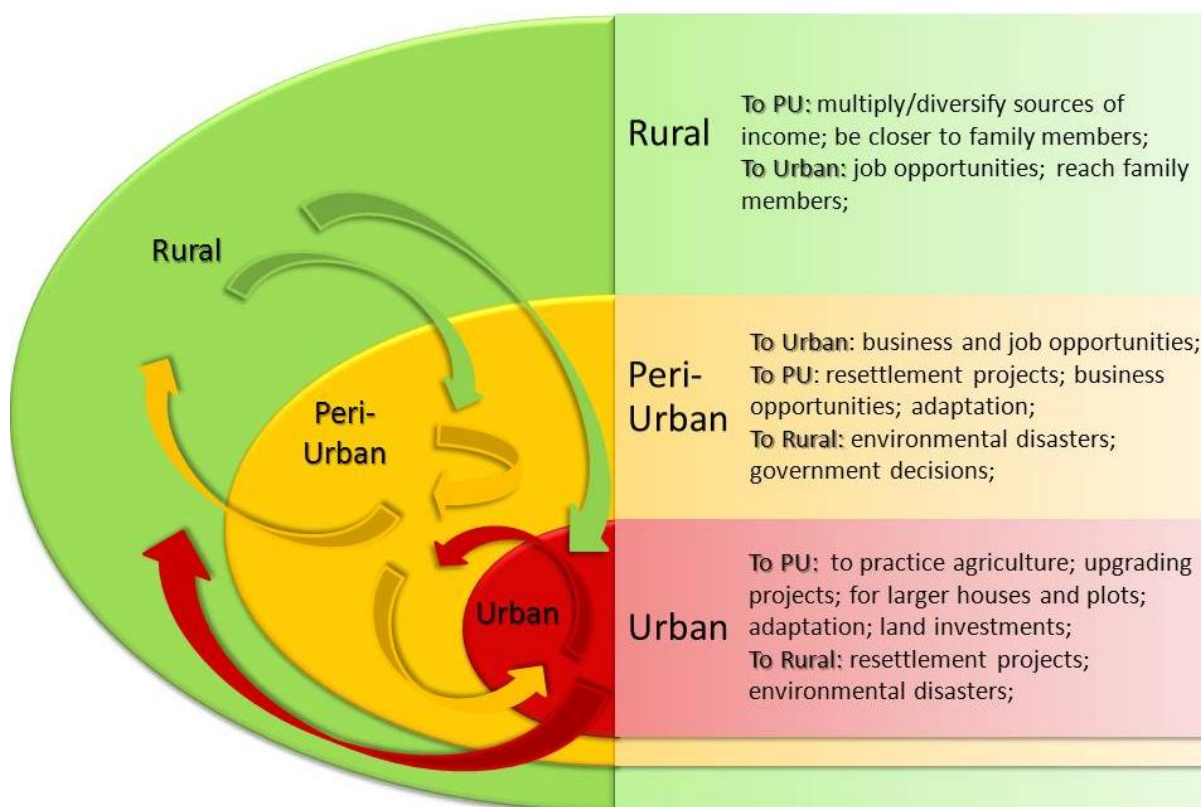 Rural
Peri-
Urban
Urban
Rural
To PU: multiply/diversify sources of
income; be closer to family members;
To Urban: job opportunities; reach family
members;
Peri-
Urban
To Urban: business and job opportunities;
To PU: resettlement projects; business
opportunities; adaptation;
To Rural: environmental disasters;
government decisions;
Urban
To PU: to practice agriculture; upgrading
projects; for larger houses and plots;
adaptation; land investments;
To Rural: resettlement projects;
environmental disasters;